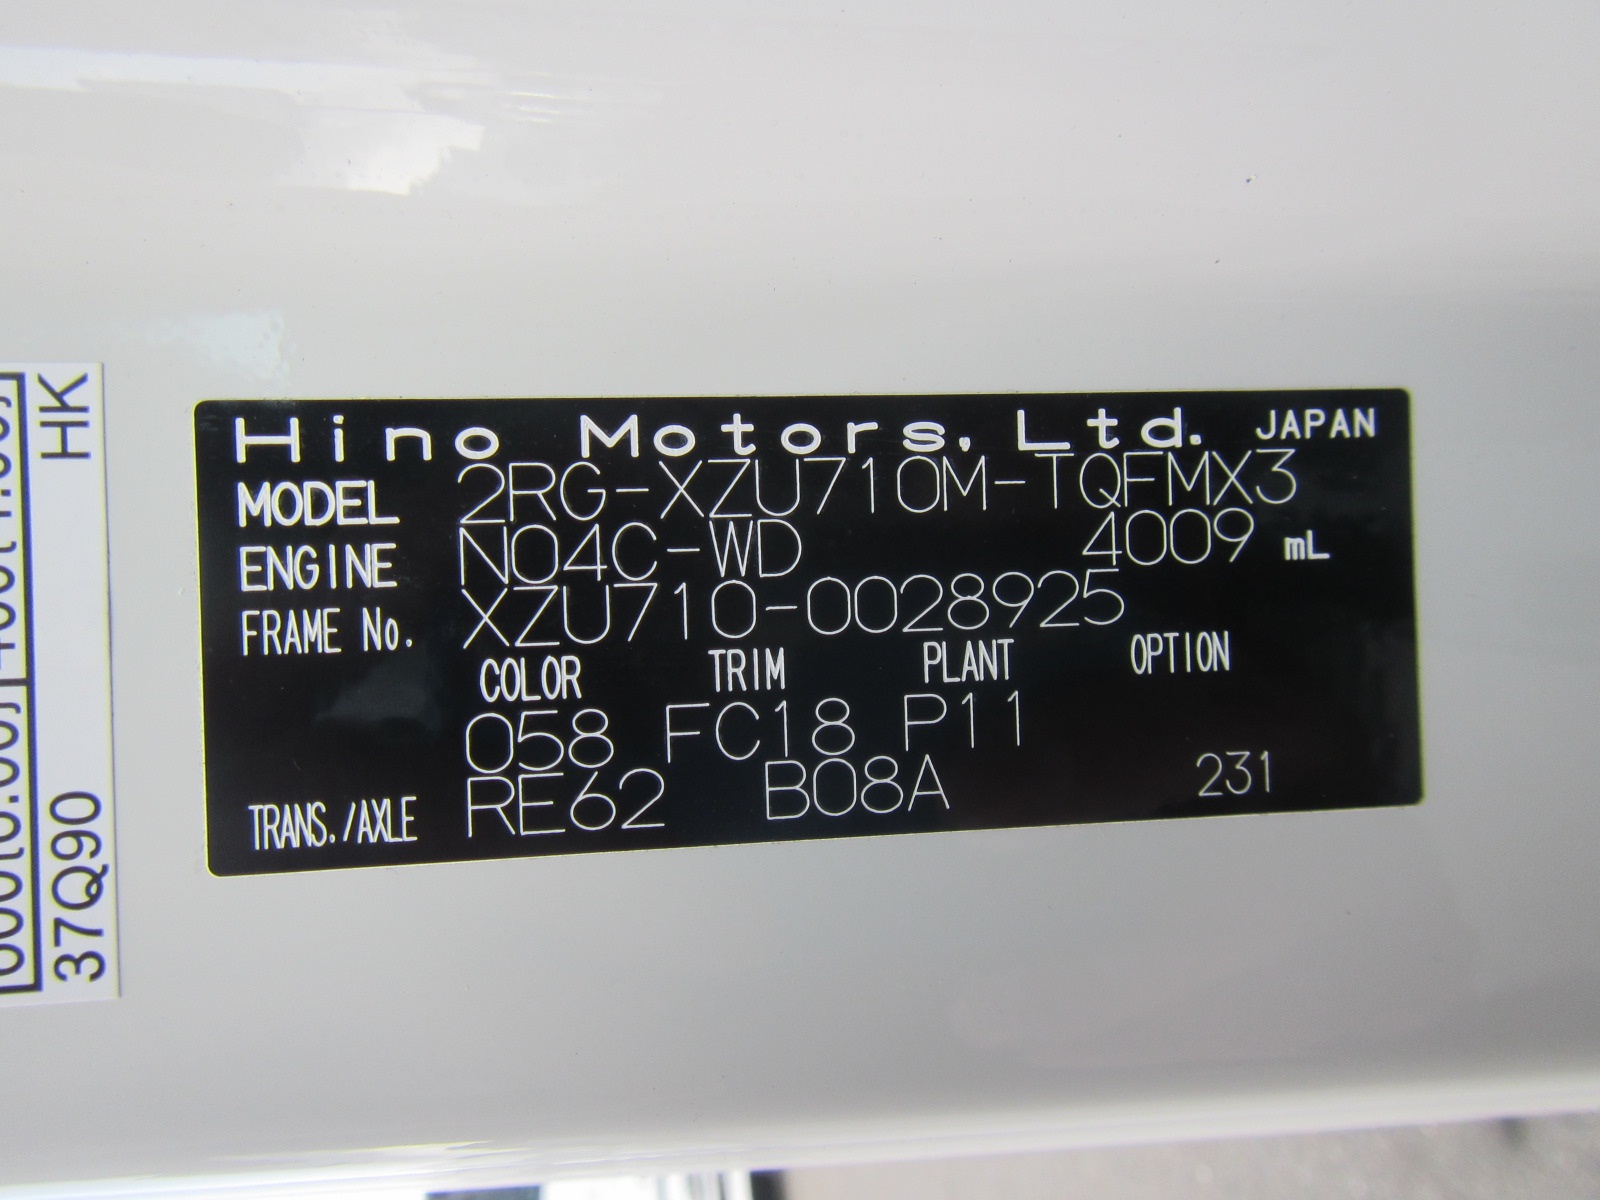 Hino Motors, Ltd. JAPAN
MODEL 2RG-XZU710M-TQFMX3
ENGINE N04C-WD 4009 mL
FRAME No. XZU710-0028925
COLOR TRIM PLANT OPTION
058 FC18 P11
TRANS./AXLE RE62 B08A 231
37Q90 HK